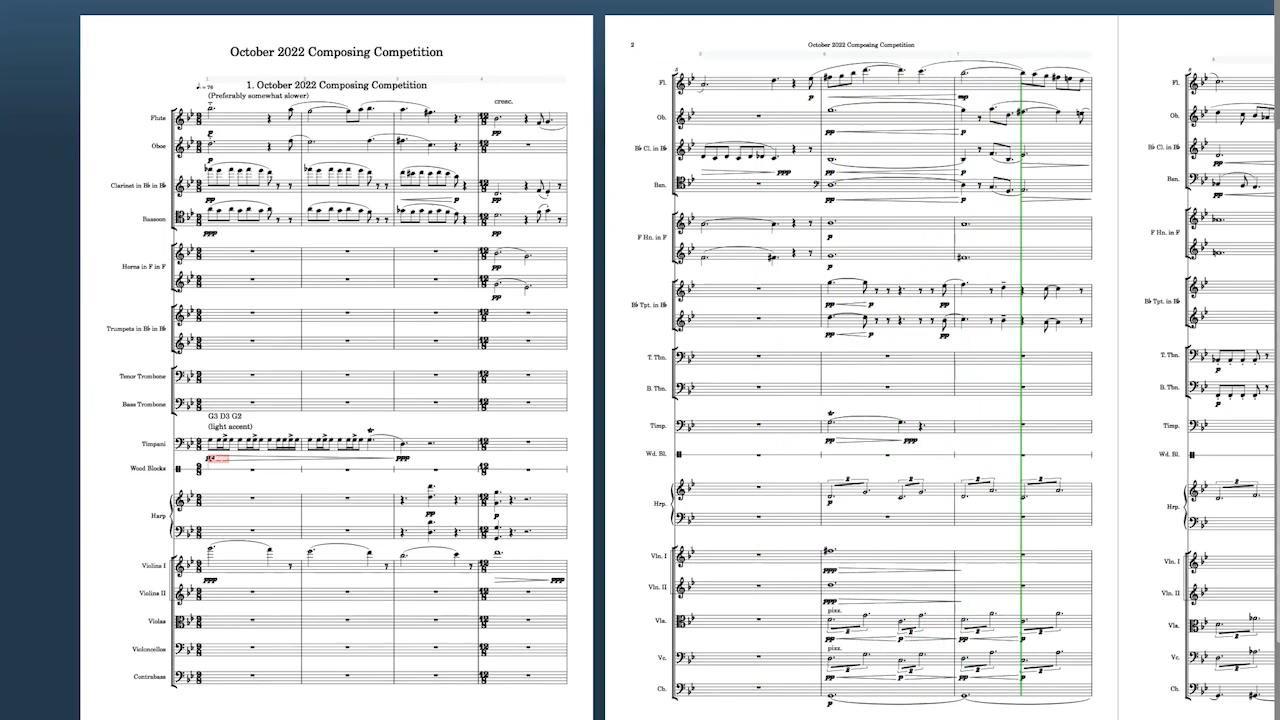 October 2022 Composing Competition
1. October 2022 Composing Competition
= 76
(Preferably somewhat slower)
cresc.
Flute
Oboe
Clarinet in B♭ in B♭
Bassoon
Horns in F in F
Trumpets in B♭ in B♭
Tenor Trombone
Bass Trombone
G3 D3 G2
(light accent)
Timpani
Wood Blocks
Harp
Violins I
Violins II
Violas
Violoncellos
Contrabass
2
October 2022 Composing Competition
5
6
7
Fl.
Ob.
B♭ Cl. in B♭
Bsn.
F Hn. in F
B♭ Tpt. in B♭
T. Tbn.
B. Tbn.
Timp.
Wd. Bl.
Hrp.
Vln. I
Vln. II
pizz.
Vla.
pizz.
Vc.
Cb.
Fl.
Ob.
B♭ Cl. in B♭
Bsn.
F Hn. in F
B♭ Tpt. in B♭
T. Tbn.
B. Tbn.
Timp.
Wd. Bl.
Hrp.
Vln. I
Vln. II
Vla.
Vc.
Cb.